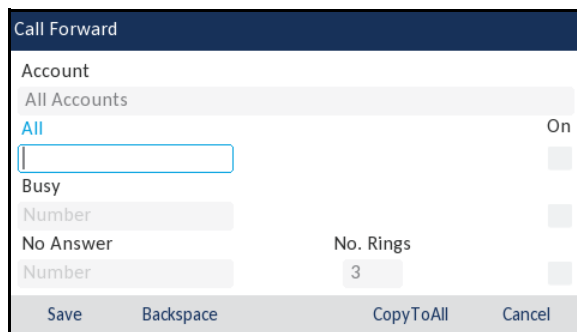 Call Forward
Account
All Accounts
All On
Busy
Number
No Answer No. Rings
Number 3
Save Backspace CopyToAll Cancel